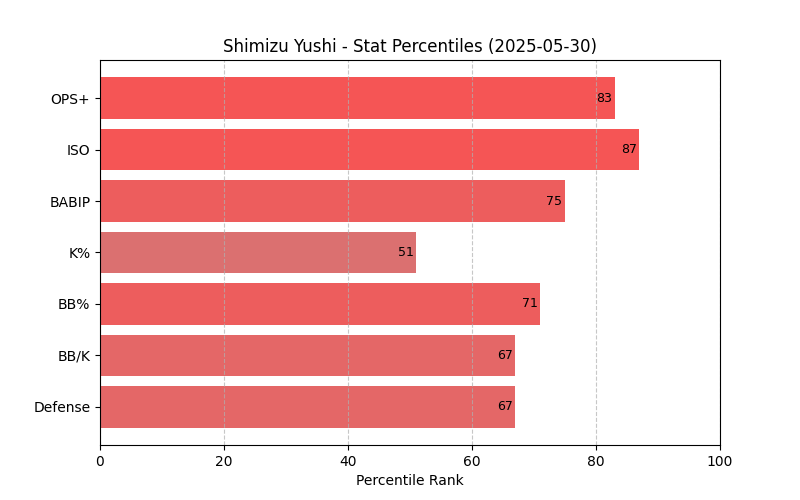 Shimizu Yushi - Stat Percentiles (2025-05-30)
OPS+ 83
ISO 87
BABIP 75
K% 51
BB% 71
BB/K 67
Defense 67
0 20 40 60 80 100
Percentile Rank